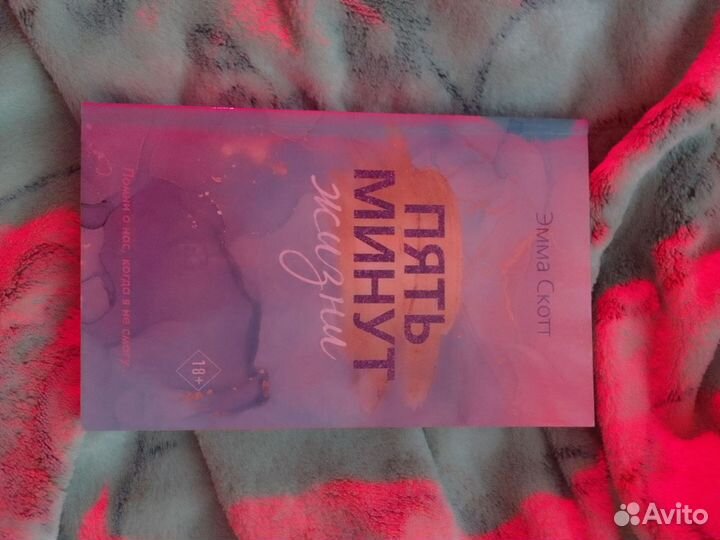 Эмма Скотт
ПЯТЬ
МИНУТ
жизни
Помни о нас, когда я не смогу.
18+
Avito